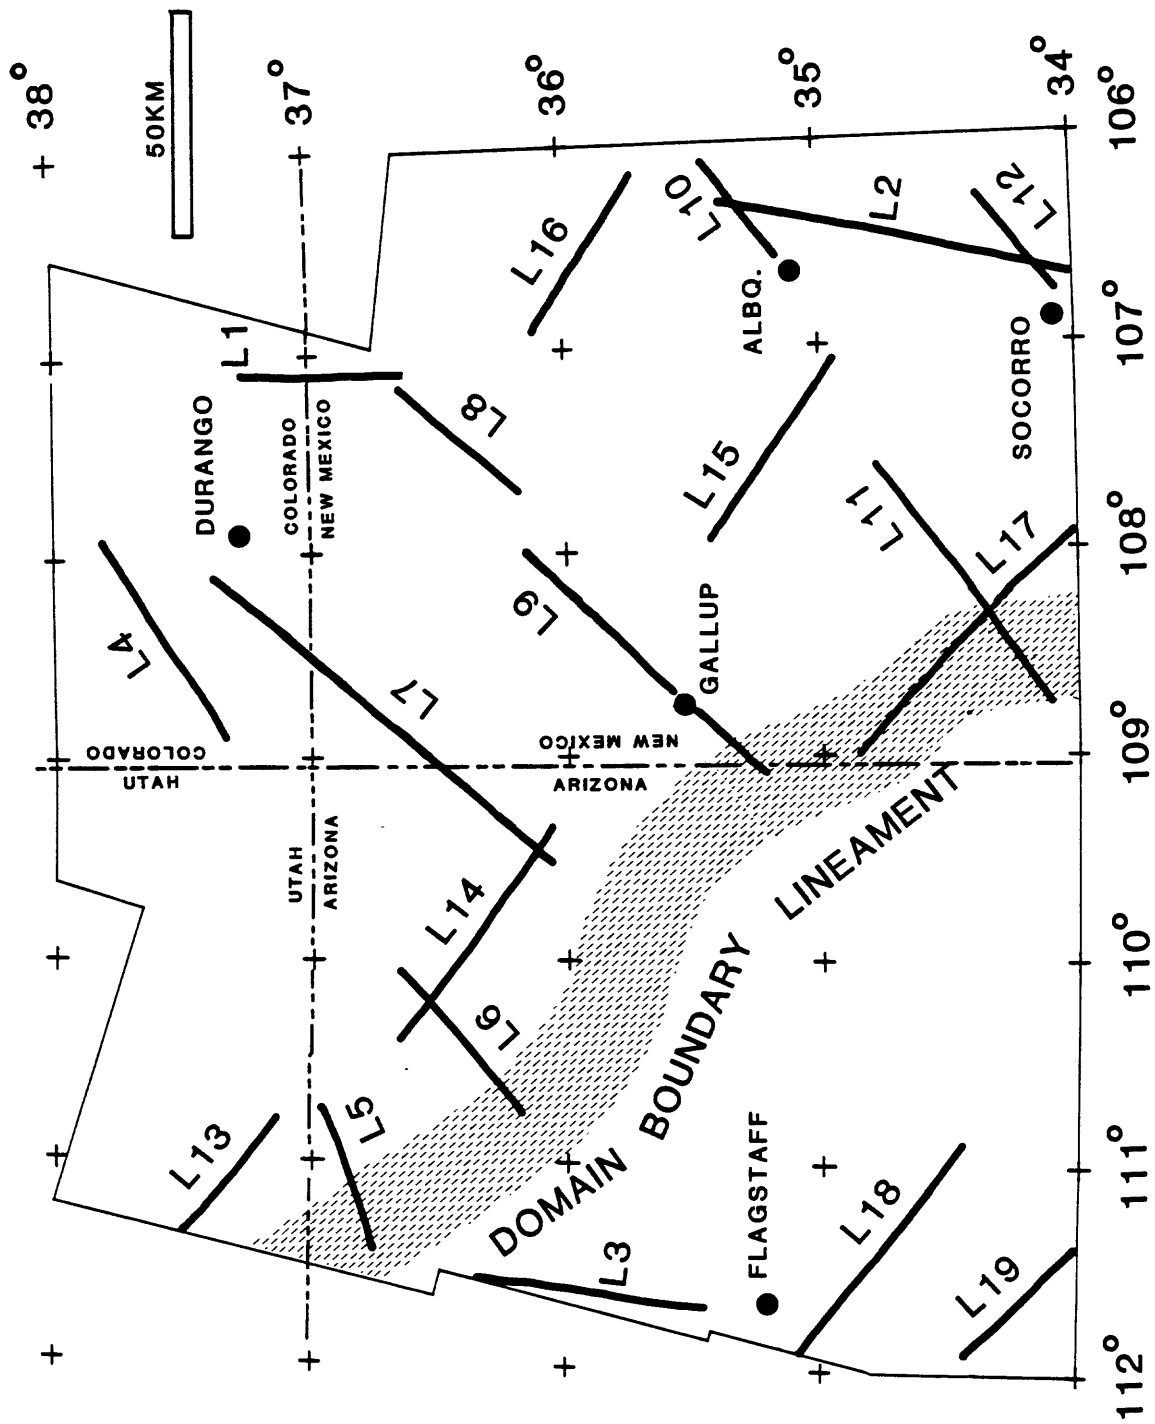 38°
50KM
37°
36°
35°
34°
106°
107°
108°
109°
110°
111°
112°
L1
L2
L3
L4
L5
L6
L7
L8
L9
L10
L11
L12
L13
L14
L15
L16
L17
L18
L19
DURANGO
COLORADO
NEW MEXICO
ALBQ.
SOCORRO
GALLUP
COLORADO
UTAH
NEW MEXICO
ARIZONA
UTAH
ARIZONA
FLAGSTAFF
DOMAIN BOUNDARY LINEAMENT